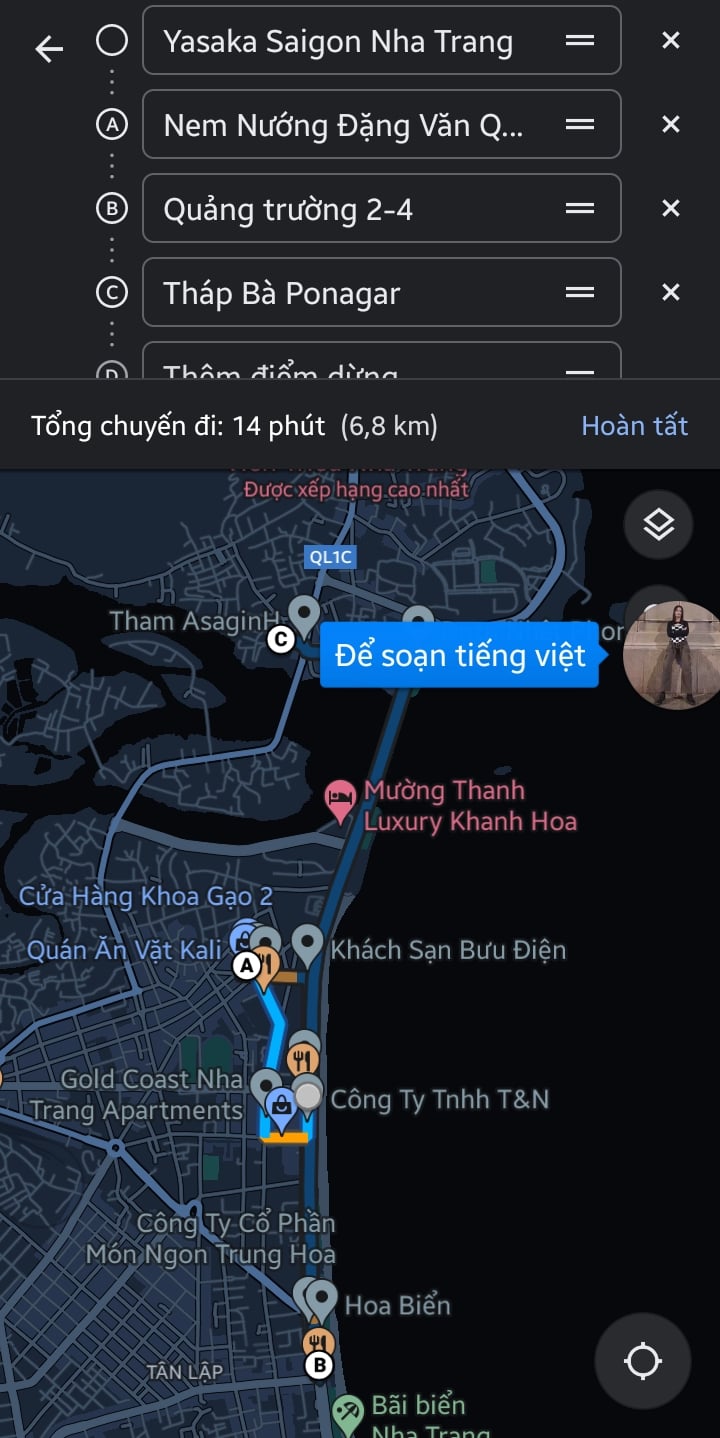 Yasaka Saigon Nha Trang
A
Nem Nướng Đặng Văn Q...
B
Quảng trường 2-4
C
Tháp Bà Ponagar
D
Thêm điểm dừng
Tổng chuyến đi: 14 phút (6,8 km)
Hoàn tất
Được xếp hạng cao nhất
QL1C
Tham AsaginH
C
Để soạn tiếng việt
Mường Thanh
Luxury Khanh Hoa
Cửa Hàng Khoa Gạo 2
Quán Ăn Vặt Kali
A
Khách Sạn Bưu Điện
Gold Coast Nha
Trang Apartments
Công Ty Tnhh T&N
Công Ty Cổ Phần
Món Ngon Trung Hoa
Hoa Biển
B
TÂN LẬP
Bãi biển
Nha Trang